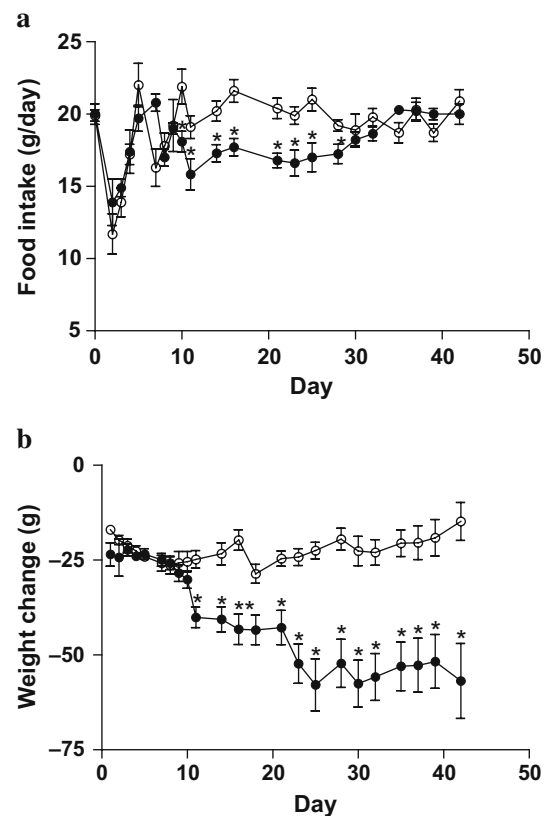 a
25
20
15
10
5
Food intake (g/day)
* * * * * * * * * *
0 10 20 30 40 50
Day
b
0
–25
–50
–75
Weight change (g)
* * ** * * * * * * * * * *
0 10 20 30 40 50
Day